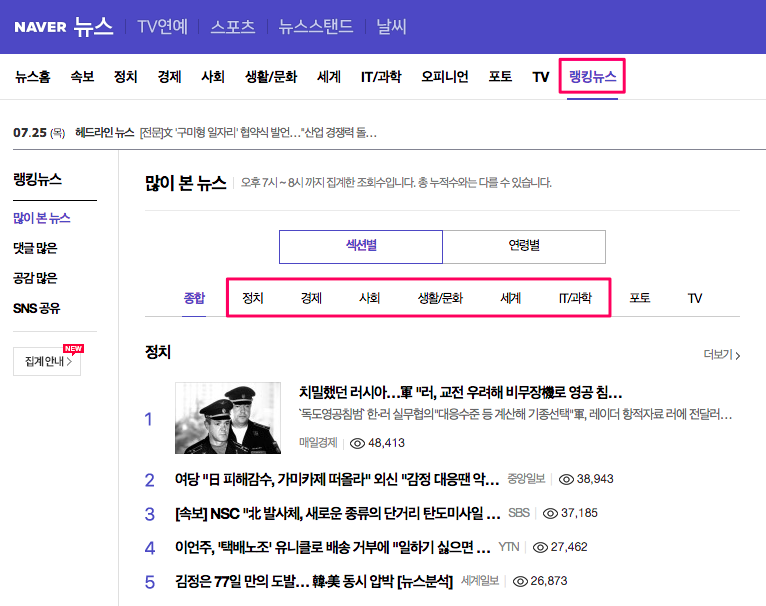 NAVER 뉴스 TV연예 스포츠 뉴스스탠드 날씨
뉴스홈 속보 정치 경제 사회 생활/문화 세계 IT/과학 오피니언 포토 TV 랭킹뉴스
07.25 (목) 헤드라인 뉴스 [전문]文 '구미형 일자리' 협약식 발언…"산업 경쟁력 돌…
랭킹뉴스
많이 본 뉴스
댓글 많은
공감 많은
SNS 공유
집계 안내 >
NEW
많이 본 뉴스 오후 7시 ~ 8시 까지 집계한 조회수입니다. 총 누적수와는 다를 수 있습니다.
섹션별 연령별
종합 정치 경제 사회 생활/문화 세계 IT/과학 포토 TV
정치 더보기 >
1 치밀했던 러시아…軍 "러, 교전 우려해 비무장機로 영공 침…
`독도영공침범` 한·러 실무협의"대응수준 등 계산해 기종선택"軍, 레이더 항적자료 러에 전달러…
매일경제 48,413
2 여당 "日 피해감수, 가미카제 떠올라" 외신 "감정 대응땐 악… 중앙일보 38,943
3 [속보] NSC "北 발사체, 새로운 종류의 단거리 탄도미사일 … SBS 37,185
4 이언주, '택배노조' 유니클로 배송 거부에 "일하기 싫으면 … YTN 27,462
5 김정은 77일 만의 도발… 韓·美 동시 압박 [뉴스분석] 세계일보 26,873